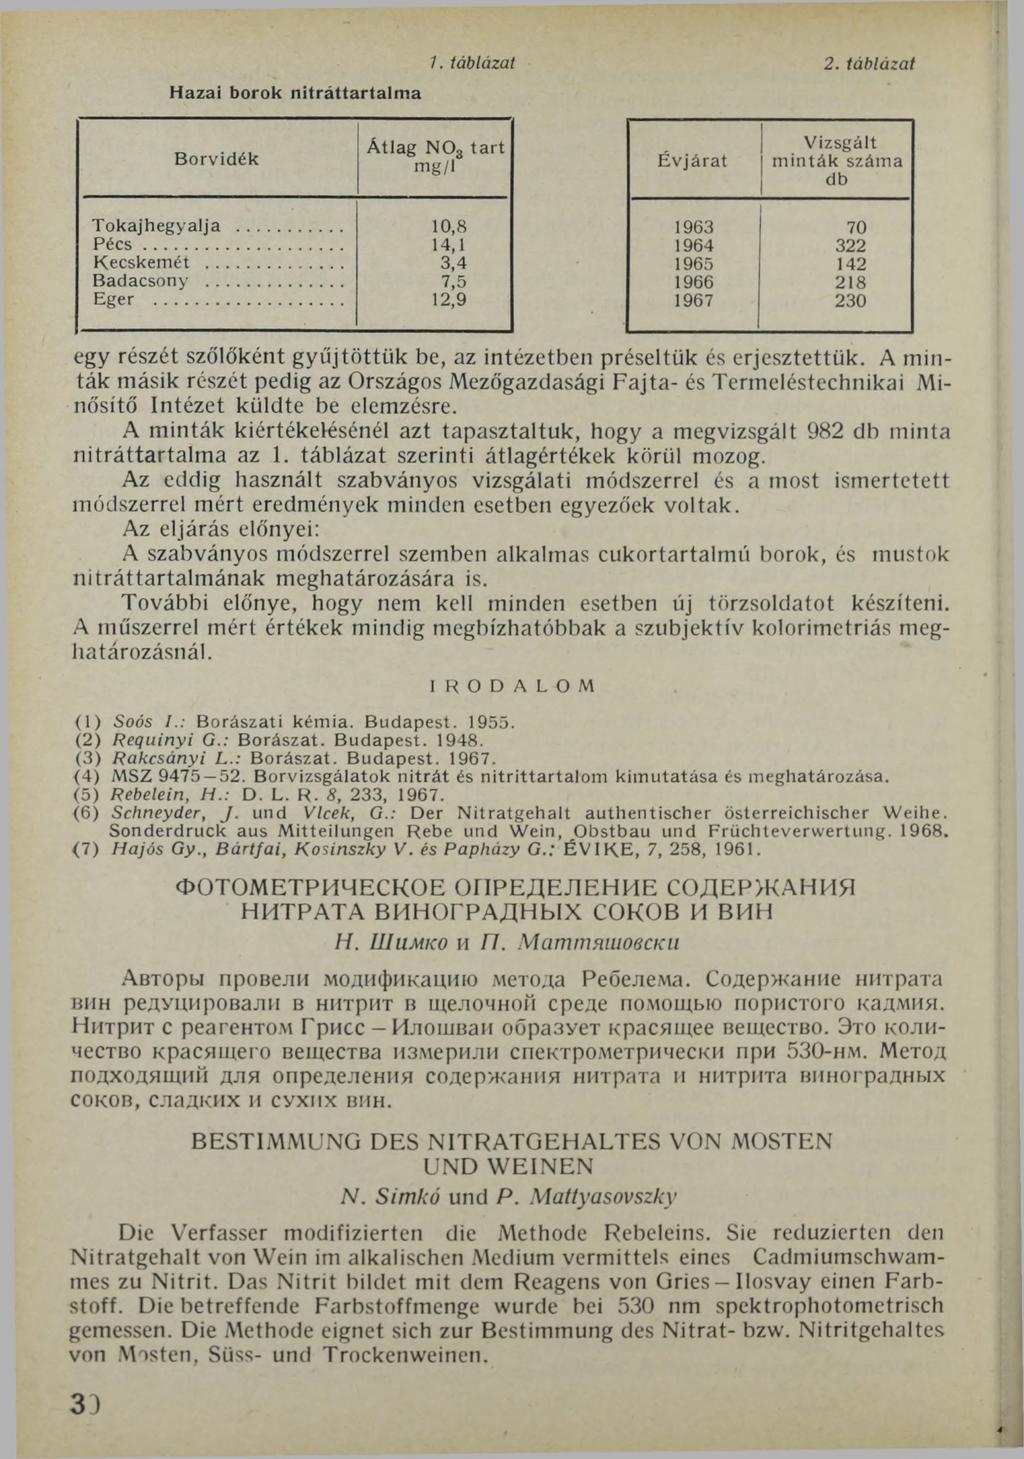 1. táblázat
Hazai borok nitráttartalma
Borvidék
Átlag NO3 tart
mg/l
Tokajhegyalja ........... 10,8
Pécs .................... 14,1
Kecskemét .............. 3,4
Badacsony .............. 7,5
Eger ................... 12,9
2. táblázat
Évjárat
Vizsgált
minták száma
db
1963 70
1964 322
1965 142
1966 218
1967 230
egy részét szőlőként gyűjtöttük be, az intézetben préseltük és erjesztettük. A min-
ták másik részét pedig az Országos Mezőgazdasági Fajta- és Termeléstechnikai Mi-
nősítő Intézet küldte be elemzésre.
A minták kiértékelésénél azt tapasztaltuk, hogy a megvizsgált 982 db minta
nitráttartalma az 1. táblázat szerinti átlagértékek körül mozog.
Az eddig használt szabványos vizsgálati módszerrel és a most ismertetett
módszerrel mért eredmények minden esetben egyezőek voltak.
Az eljárás előnyei:
A szabványos módszerrel szemben alkalmas cukortartalmú borok, és mustok
nitráttartalmának meghatározására is.
További előnye, hogy nem kell minden esetben új törzsoldatot készíteni.
A műszerrel mért értékek mindig megbízhatóbbak a szubjektív kolorimetriás meg-
határozásnál.
IRODALOM
(1) Soós I.: Borászati kémia. Budapest. 1955.
(2) Requinyi G.: Borászat. Budapest. 1948.
(3) Rakcsányi L.: Borászat. Budapest. 1967.
(4) MSZ 9475—52. Borvizsgálatok nitrát és nitrittartalom kimutatása és meghatározása.
(5) Rebelein, H.: D. L. R. 8, 233, 1967.
(6) Schneyder, J. und Vlcek, G.: Der Nitratgehalt authentischer österreichischer Weihe.
Sonderdruck aus Mitteilungen Rebe und Wein, Obstbau und Früchteverwertung. 1968.
(7) Hajós Gy., Bártfai, Kosinszky V. és Papházy G.: ÉVIKE, 7, 258, 1961.
ФОТОМЕТРИЧЕСКОЕ ОПРЕДЕЛЕНИЕ СОДЕРЖАНИЯ
НИТРАТА ВИНОГРАДНЫХ СОКОВ И ВИН
Н. Шимко и П. Маттяшовски
Авторы провели модификацию метода Ребелема. Содержание нитрата
вин редуцировали в нитрит в щелочной среде помощью пористого кадмия.
Нитрит с реагентом Грисс—Илошваи образует красящее вещество. Это коли-
чество красящего вещества измерили спектрометрически при 530-нм. Метод
подходящий для определения содержания нитрата и нитрита виноградных
соков, сладких и сухих вин.
BESTIMMUNG DES NITRATGEHALTES VON MOSTEN
UND WEINEN
N. Simkó und P. Mattyasovszky
Die Verfasser modifizierten die Methode Rebeleins. Sie reduzierten den
Nitratgehalt von Wein im alkalischen Medium vermittels eines Cadmiumschwam-
mes zu Nitrit. Das Nitrit bildet mit dem Reagens von Gries—Ilosvay einen Farb-
stoff. Die betreffende Farbstoffmenge wurde bei 530 nm spektrophotometrisch
gemessen. Die Methode eignet sich zur Bestimmung des Nitrat- bzw. Nitritgehaltes
von Mosten, Süss- und Trockenweinen.
30